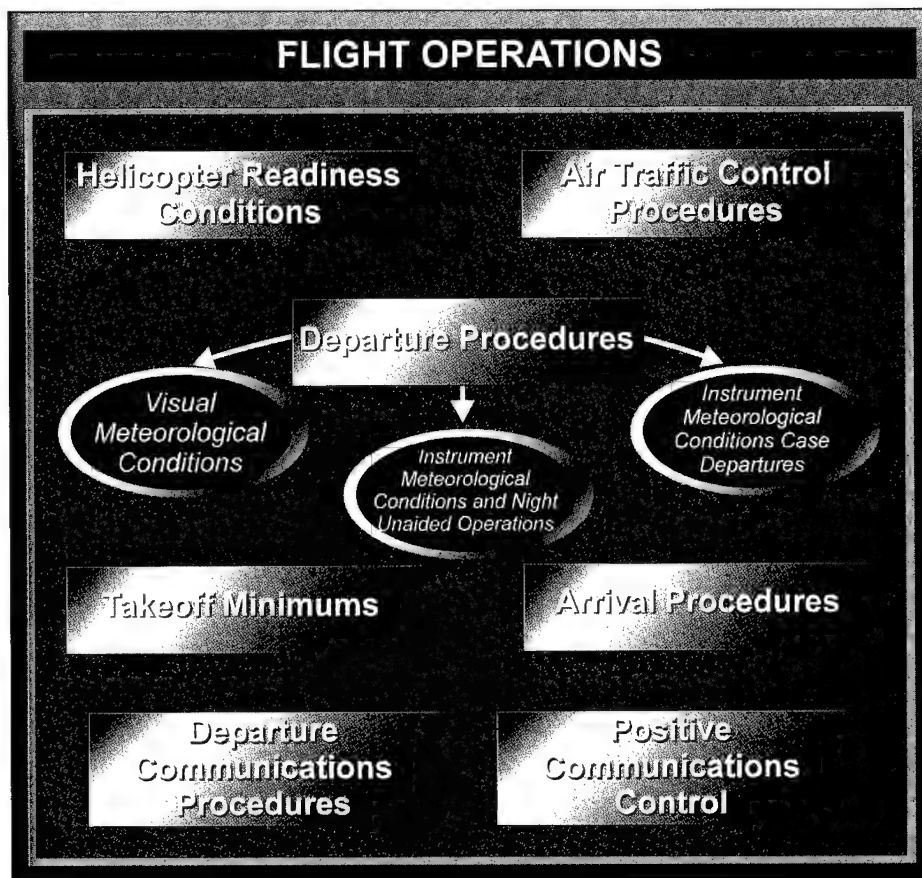 FLIGHT OPERATIONS
Helicopter Readiness
Conditions
Air Traffic Control
Procedures
Departure Procedures
Visual
Meteorological
Conditions
Instrument
Meteorological
Conditions and Night
Unaided Operations
Instrument
Meteorological
Conditions Case
Departures
Takeoff Minimums
Arrival Procedures
Departure
Communications
Procedures
Positive
Communications
Control